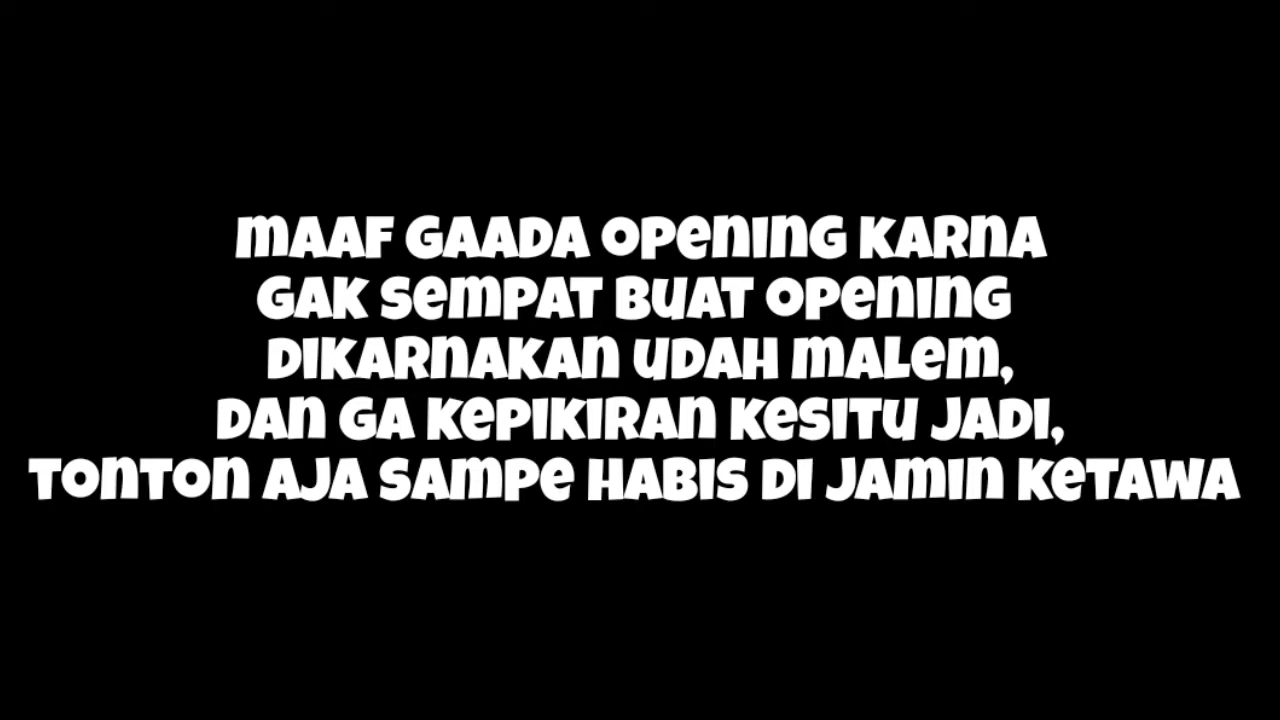 maaf gaada opening karna
gak sempat buat opening
dikarnakan udah malem,
dan ga kepikiran kesitu jadi,
tonton aja sampe habis di jamin ketawa